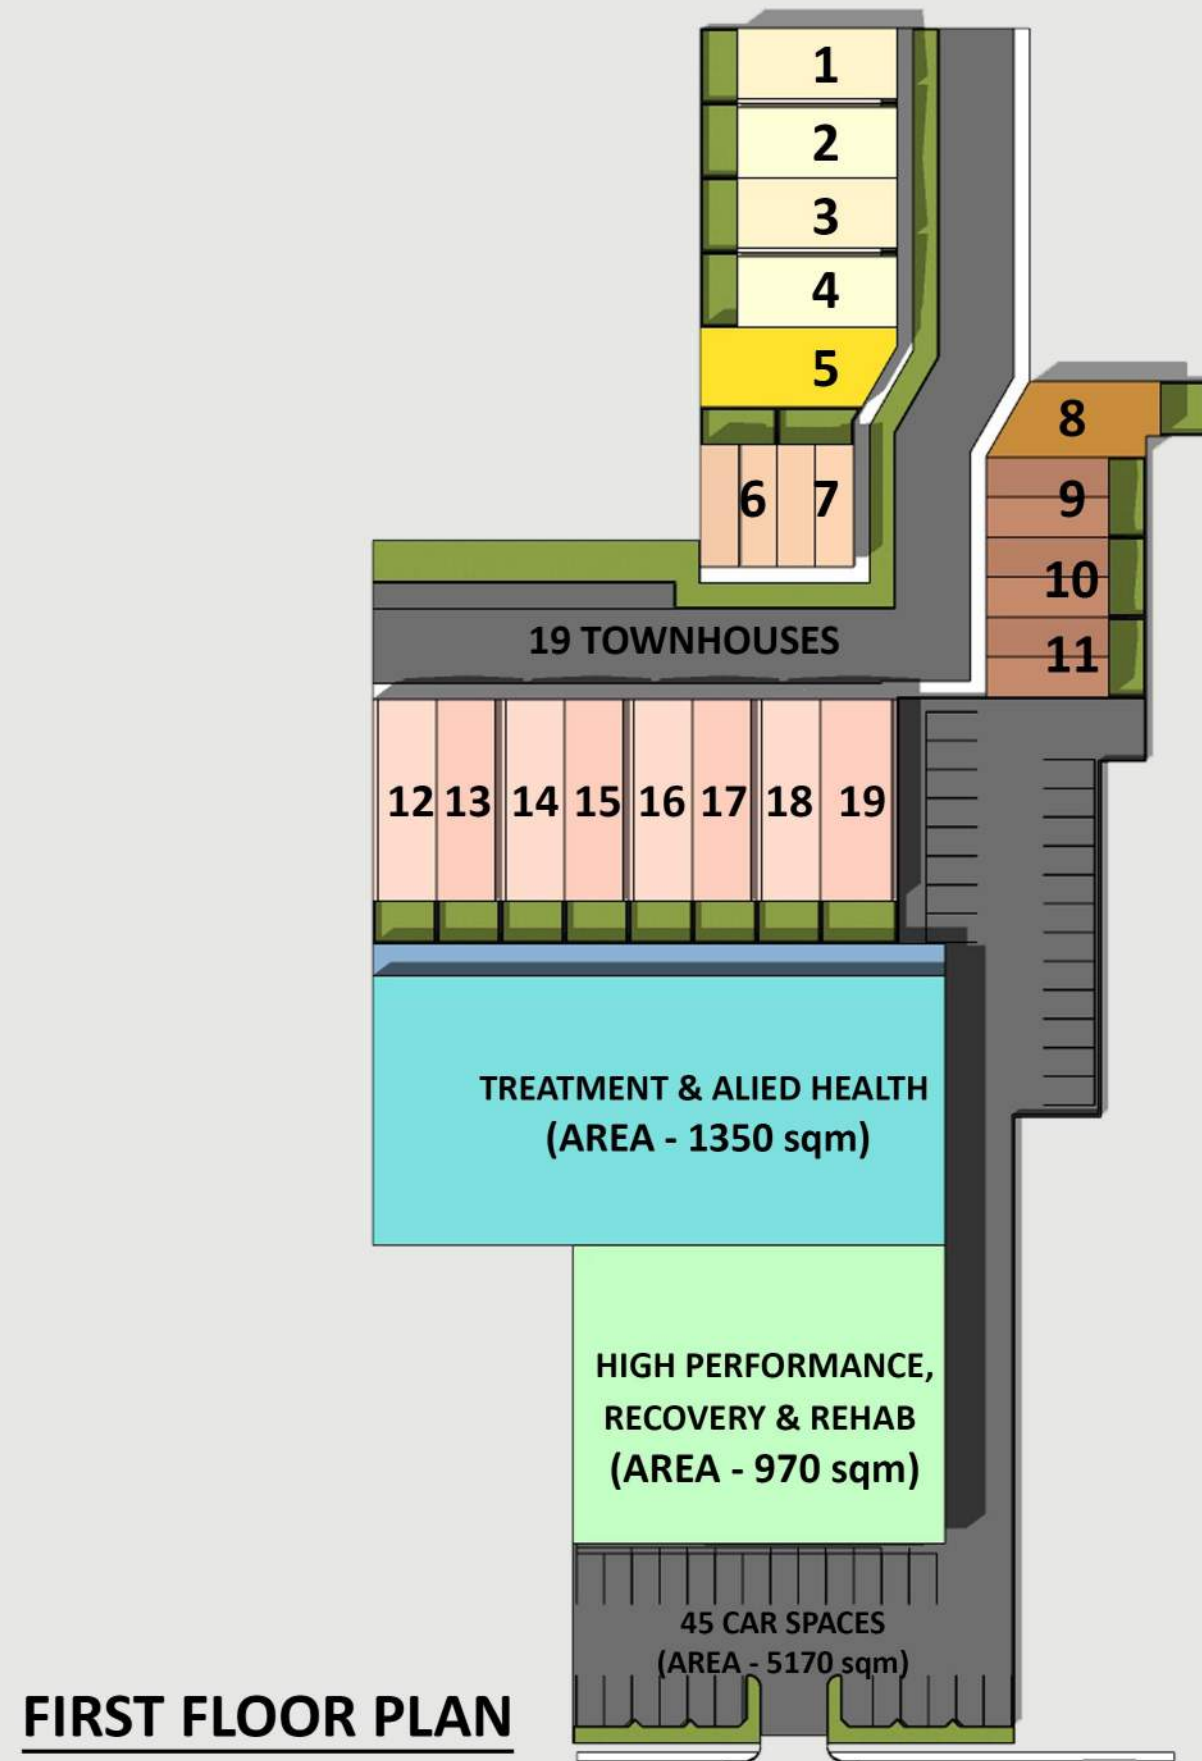 1
2
3
4
5
6 7
8
9
10
11
19 TOWNHOUSES
12 13 14 15 16 17 18 19
TREATMENT & ALIED HEALTH
(AREA - 1350 sqm)
HIGH PERFORMANCE,
RECOVERY & REHAB
(AREA - 970 sqm)
45 CAR SPACES
(AREA - 5170 sqm)
FIRST FLOOR PLAN